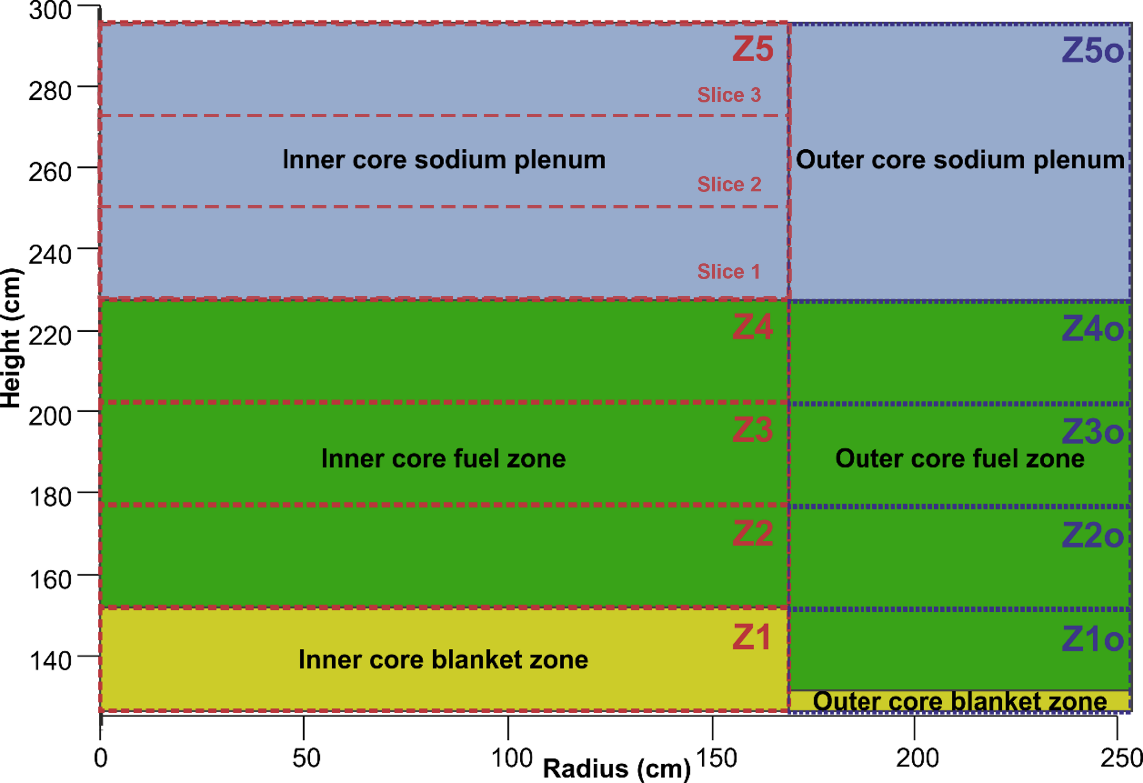 300
280
260
240
220
200
180
160
140
Height (cm)
Z5
Z5o
Slice 3
Inner core sodium plenum
Outer core sodium plenum
Slice 2
Slice 1
Z4
Z4o
Z3
Z3o
Inner core fuel zone
Outer core fuel zone
Z2
Z2o
Z1
Z1o
Inner core blanket zone
Outer core blanket zone
0
50
100
150
200
250
Radius (cm)